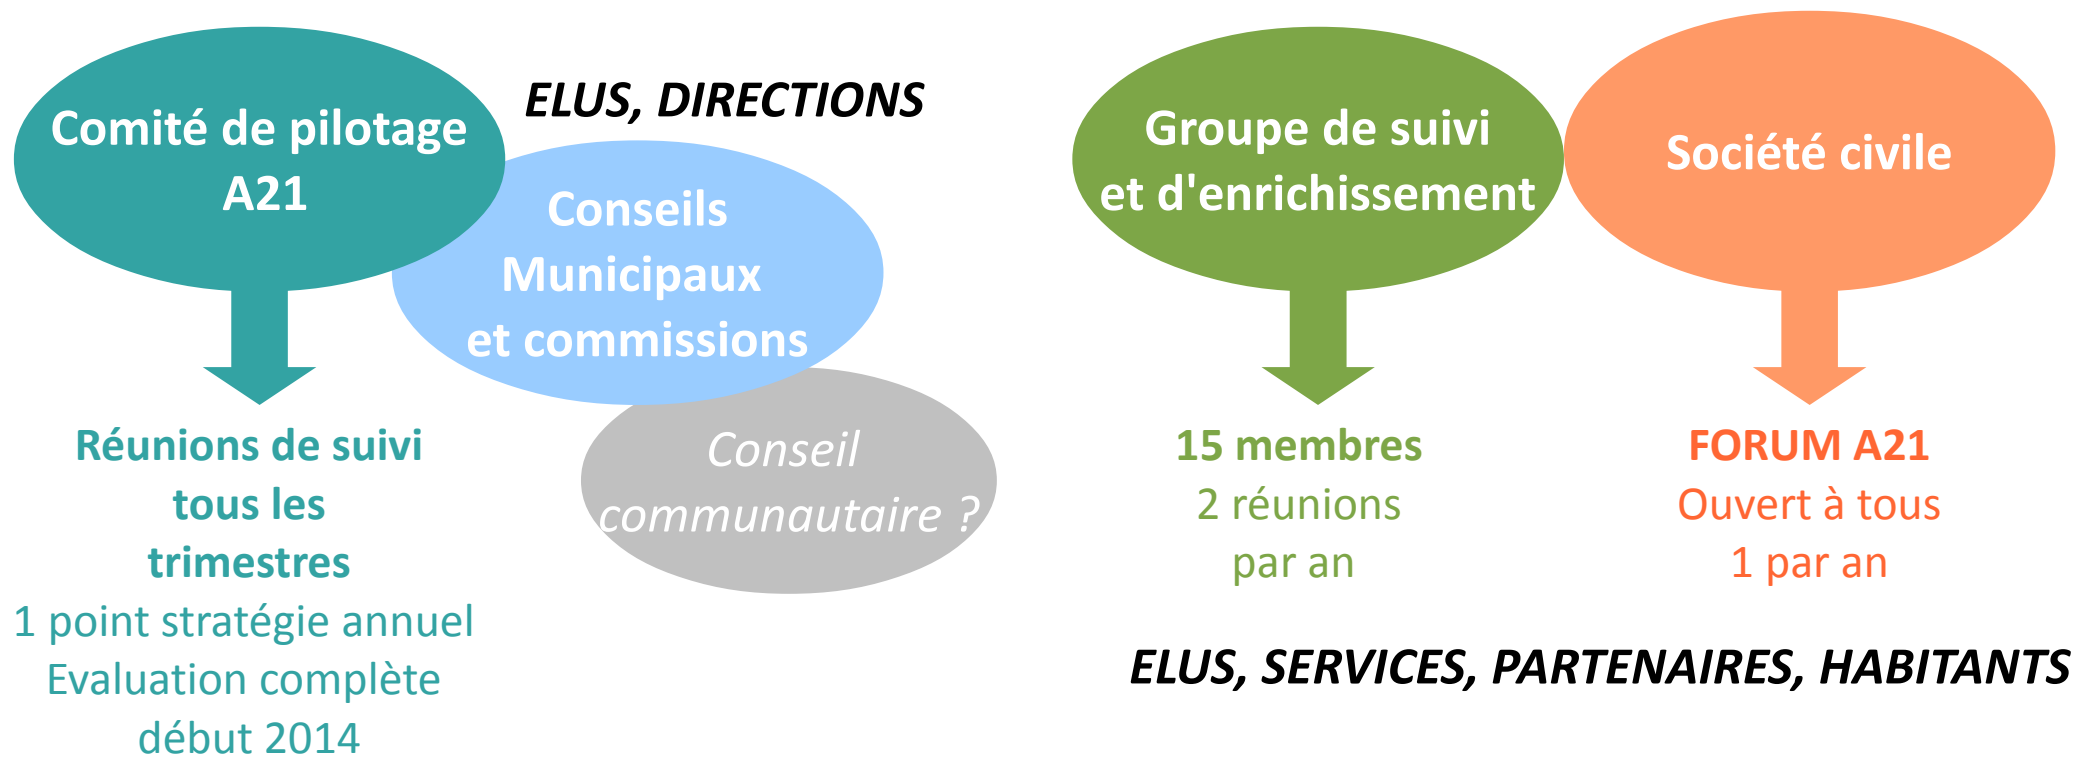 Comité de pilotage
A21
ELUS, DIRECTIONS
Conseils
Municipaux
et commissions
Conseil
communautaire ?
Réunions de suivi
tous les
trimestres
1 point stratégie annuel
Evaluation complète
début 2014
Groupe de suivi
et d'enrichissement
15 membres
2 réunions
par an
Société civile
FORUM A21
Ouvert à tous
1 par an
ELUS, SERVICES, PARTENAIRES, HABITANTS